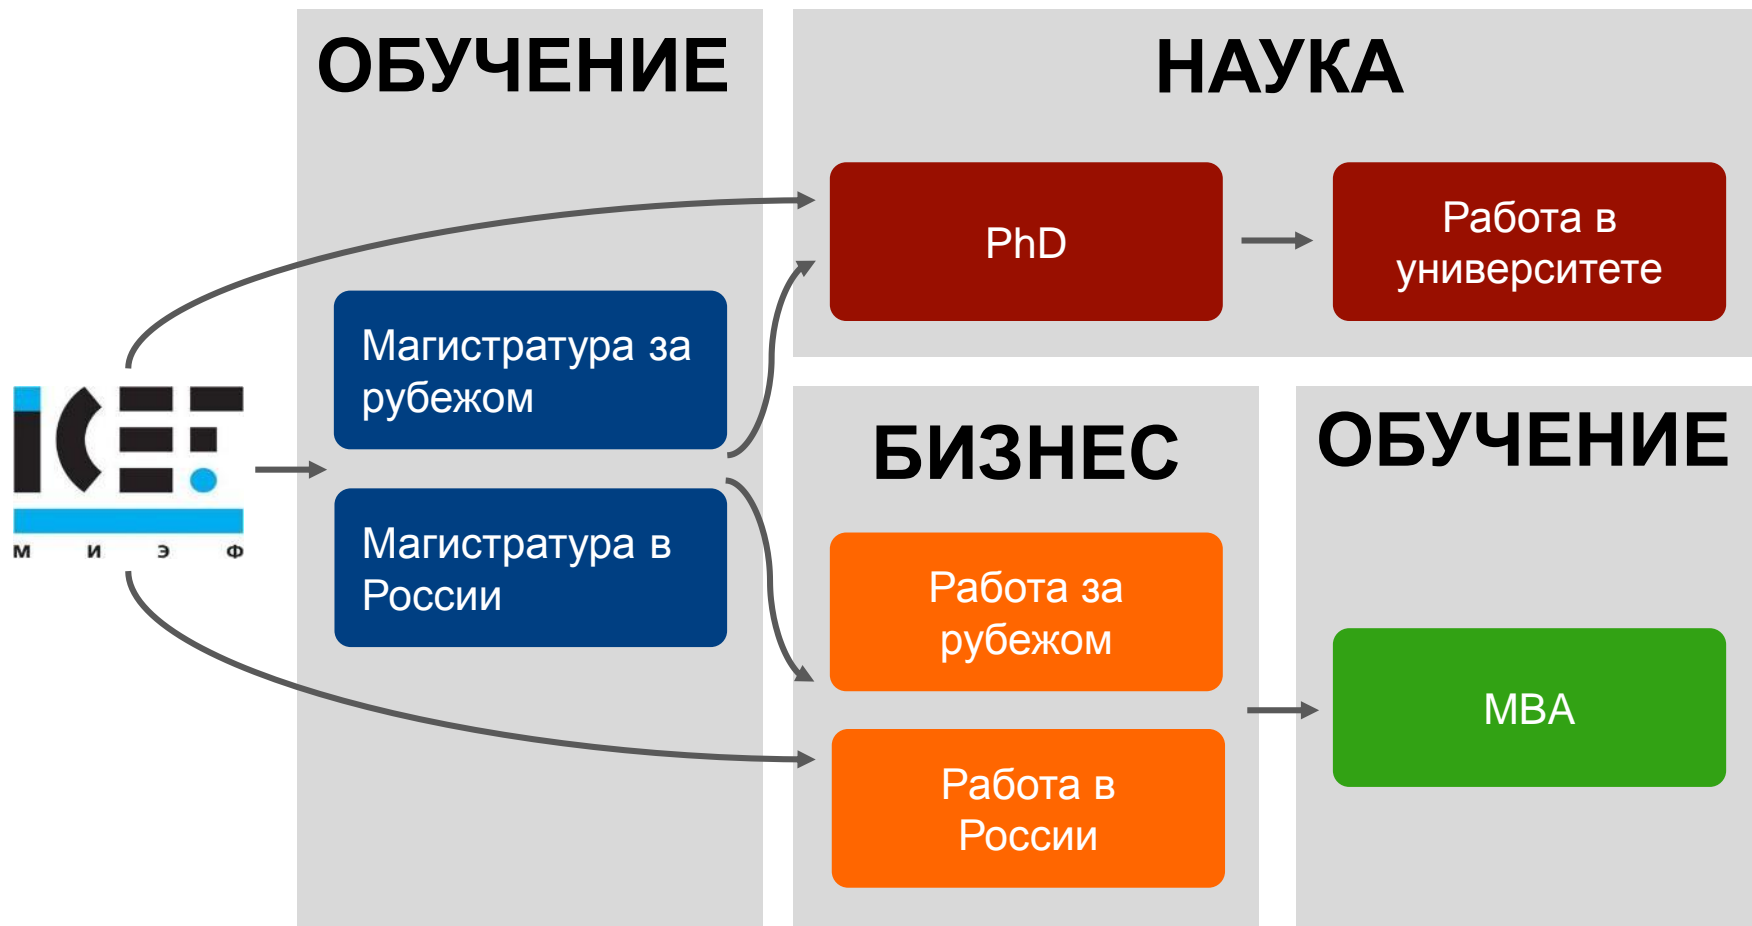 ОБУЧЕНИЕ
НАУКА
PhD
Работа в
университете
Магистратура за
рубежом
ICEF
М И Э Ф
Магистратура в
России
БИЗНЕС
ОБУЧЕНИЕ
Работа за
рубежом
Работа в
России
MBA